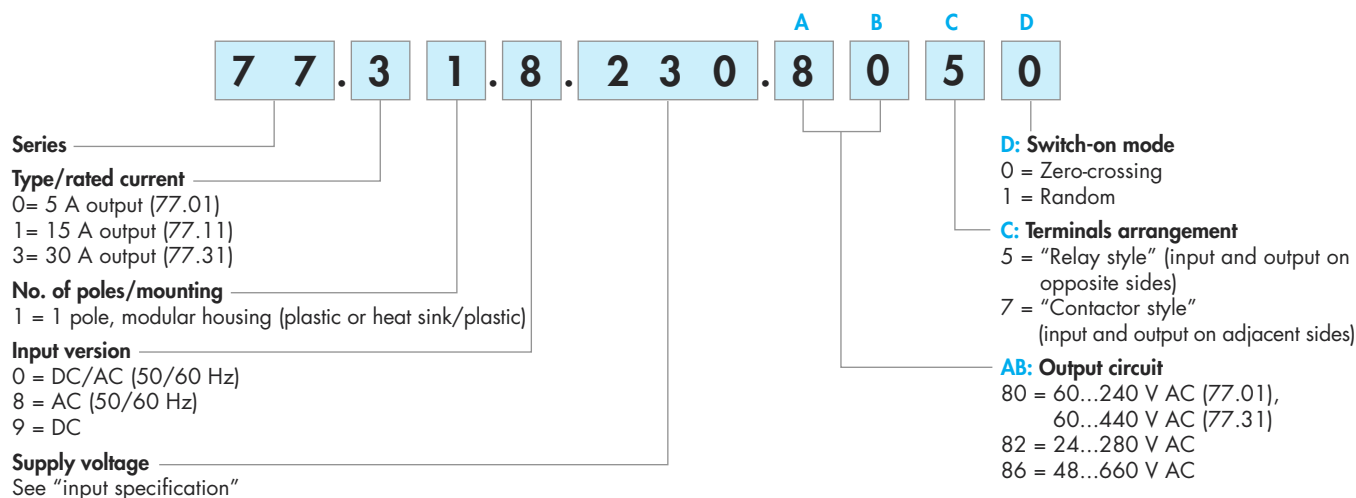 A B C D
7 7 . 3 1 . 8 . 2 3 0 . 8 0 5 0
Series
Type/rated current
0= 5 A output (77.01)
1= 15 A output (77.11)
3= 30 A output (77.31)
No. of poles/mounting
1 = 1 pole, modular housing (plastic or heat sink/plastic)
Input version
0 = DC/AC (50/60 Hz)
8 = AC (50/60 Hz)
9 = DC
Supply voltage
See “input specification”
D: Switch-on mode
0 = Zero-crossing
1 = Random
C: Terminals arrangement
5 = “Relay style” (input and output on
opposite sides)
7 = “Contactor style”
(input and output on adjacent sides)
AB: Output circuit
80 = 60...240 V AC (77.01),
60...440 V AC (77.31)
82 = 24...280 V AC
86 = 48...660 V AC